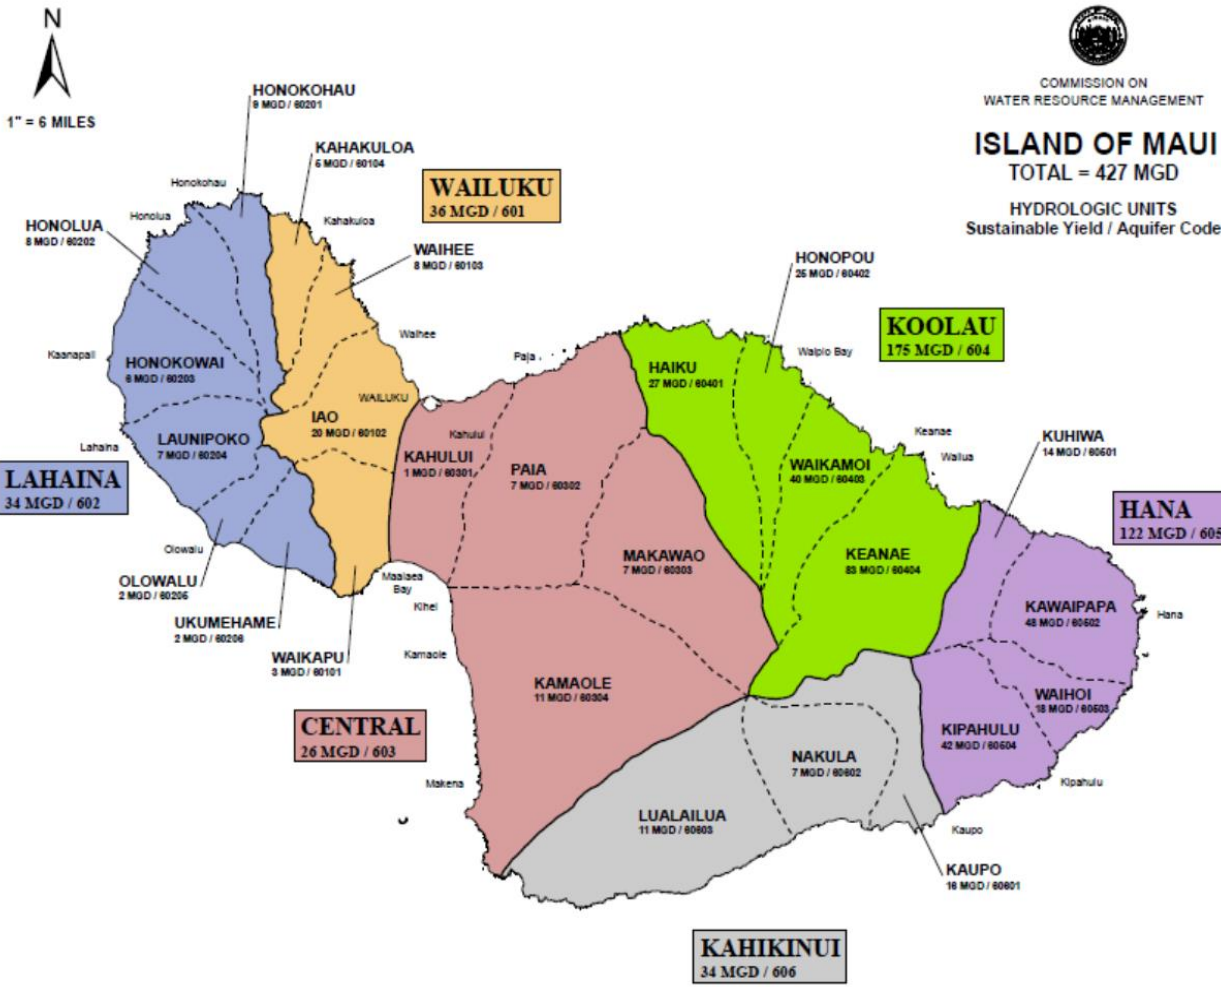 N
1" = 6 MILES
COMMISSION ON
WATER RESOURCE MANAGEMENT
ISLAND OF MAUI
TOTAL = 427 MGD
HYDROLOGIC UNITS
Sustainable Yield / Aquifer Code
HONOKOHAU
9 MGD / 60201
KAHAKULOA
5 MGD / 60104
WAILUKU
36 MGD / 601
Honokohau
Honolua
Kahakuloa
HONOLUA
8 MGD / 60202
WAIHEE
8 MGD / 60103
HONOPOU
25 MGD / 60402
KOOLAU
175 MGD / 604
Waihee
Waipio Bay
Kaanapali
Paia
HONOKOWAI
6 MGD / 60203
HAIKU
27 MGD / 60401
WAILUKU
IAO
20 MGD / 60102
Kahului
Lahaina
LAUNIPOKO
7 MGD / 60204
KAHULUI
1 MGD / 60301
PAIA
7 MGD / 60302
WAIKAMOI
40 MGD / 60403
Keanae
Wailua
KUHIWA
14 MGD / 60501
LAHAINA
34 MGD / 602
HANA
122 MGD / 605
Olowalu
MAKAWAO
7 MGD / 60303
KEANAE
83 MGD / 60404
OLOWALU
2 MGD / 60205
Maalaea
Bay
Kihei
KAWAIPAPA
48 MGD / 60502
Hana
UKUMEHAME
2 MGD / 60206
WAIKAPU
3 MGD / 60101
Kamaole
KAMAOLE
11 MGD / 60304
WAIHOI
18 MGD / 60503
CENTRAL
26 MGD / 603
KIPAHULU
42 MGD / 60504
NAKULA
7 MGD / 60602
Makena
Kipahulu
LUALAILUA
11 MGD / 60603
Kaupo
KAUPO
16 MGD / 60601
KAHIKINUI
34 MGD / 606